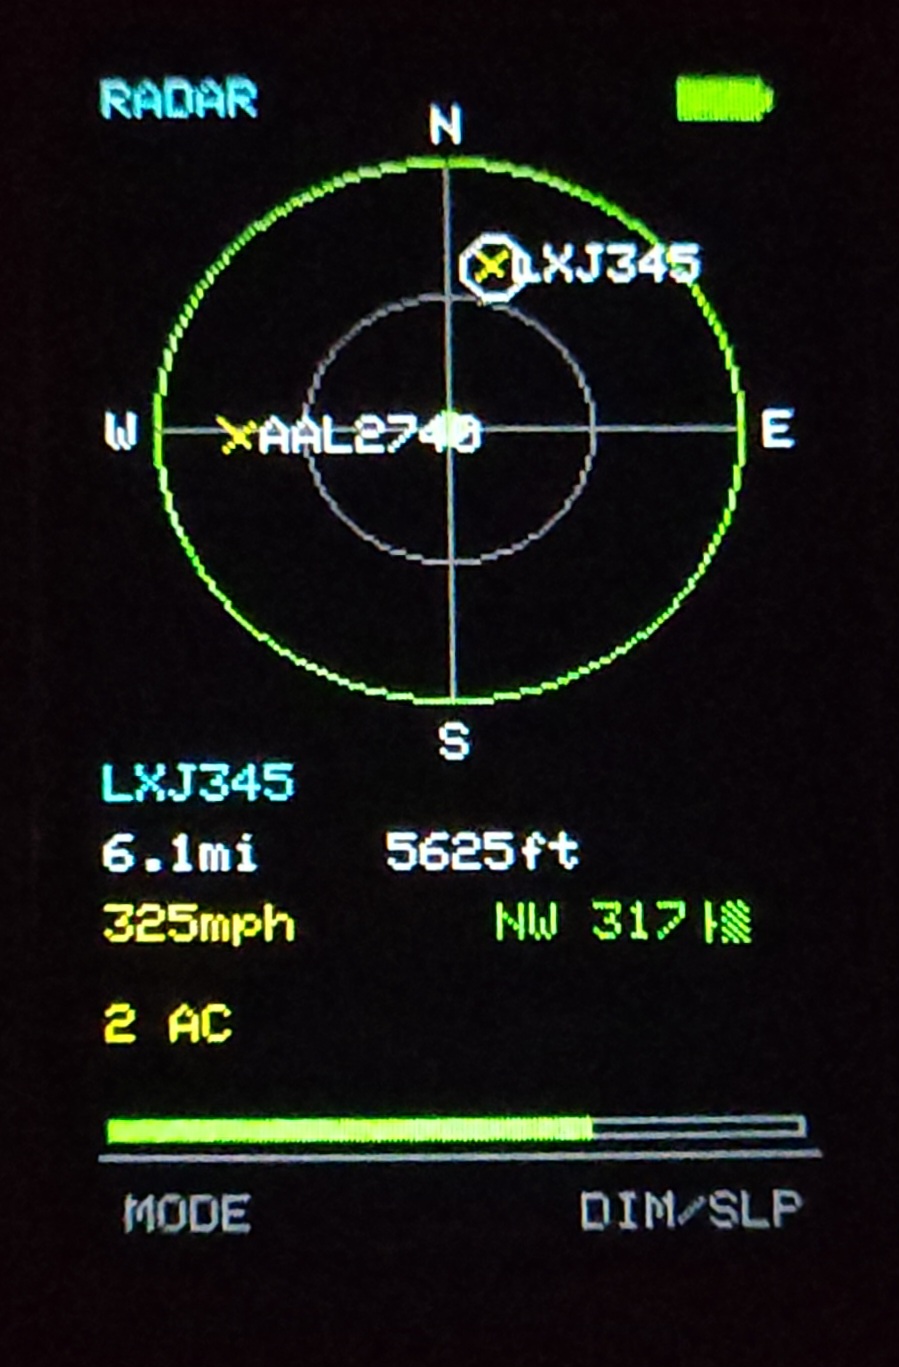 RADAR
N
LXJ345
W
AAL2740
E
S
LXJ345
6.1mi 5625ft
325mph NW 317
2 AC
MODE DIM/SLP